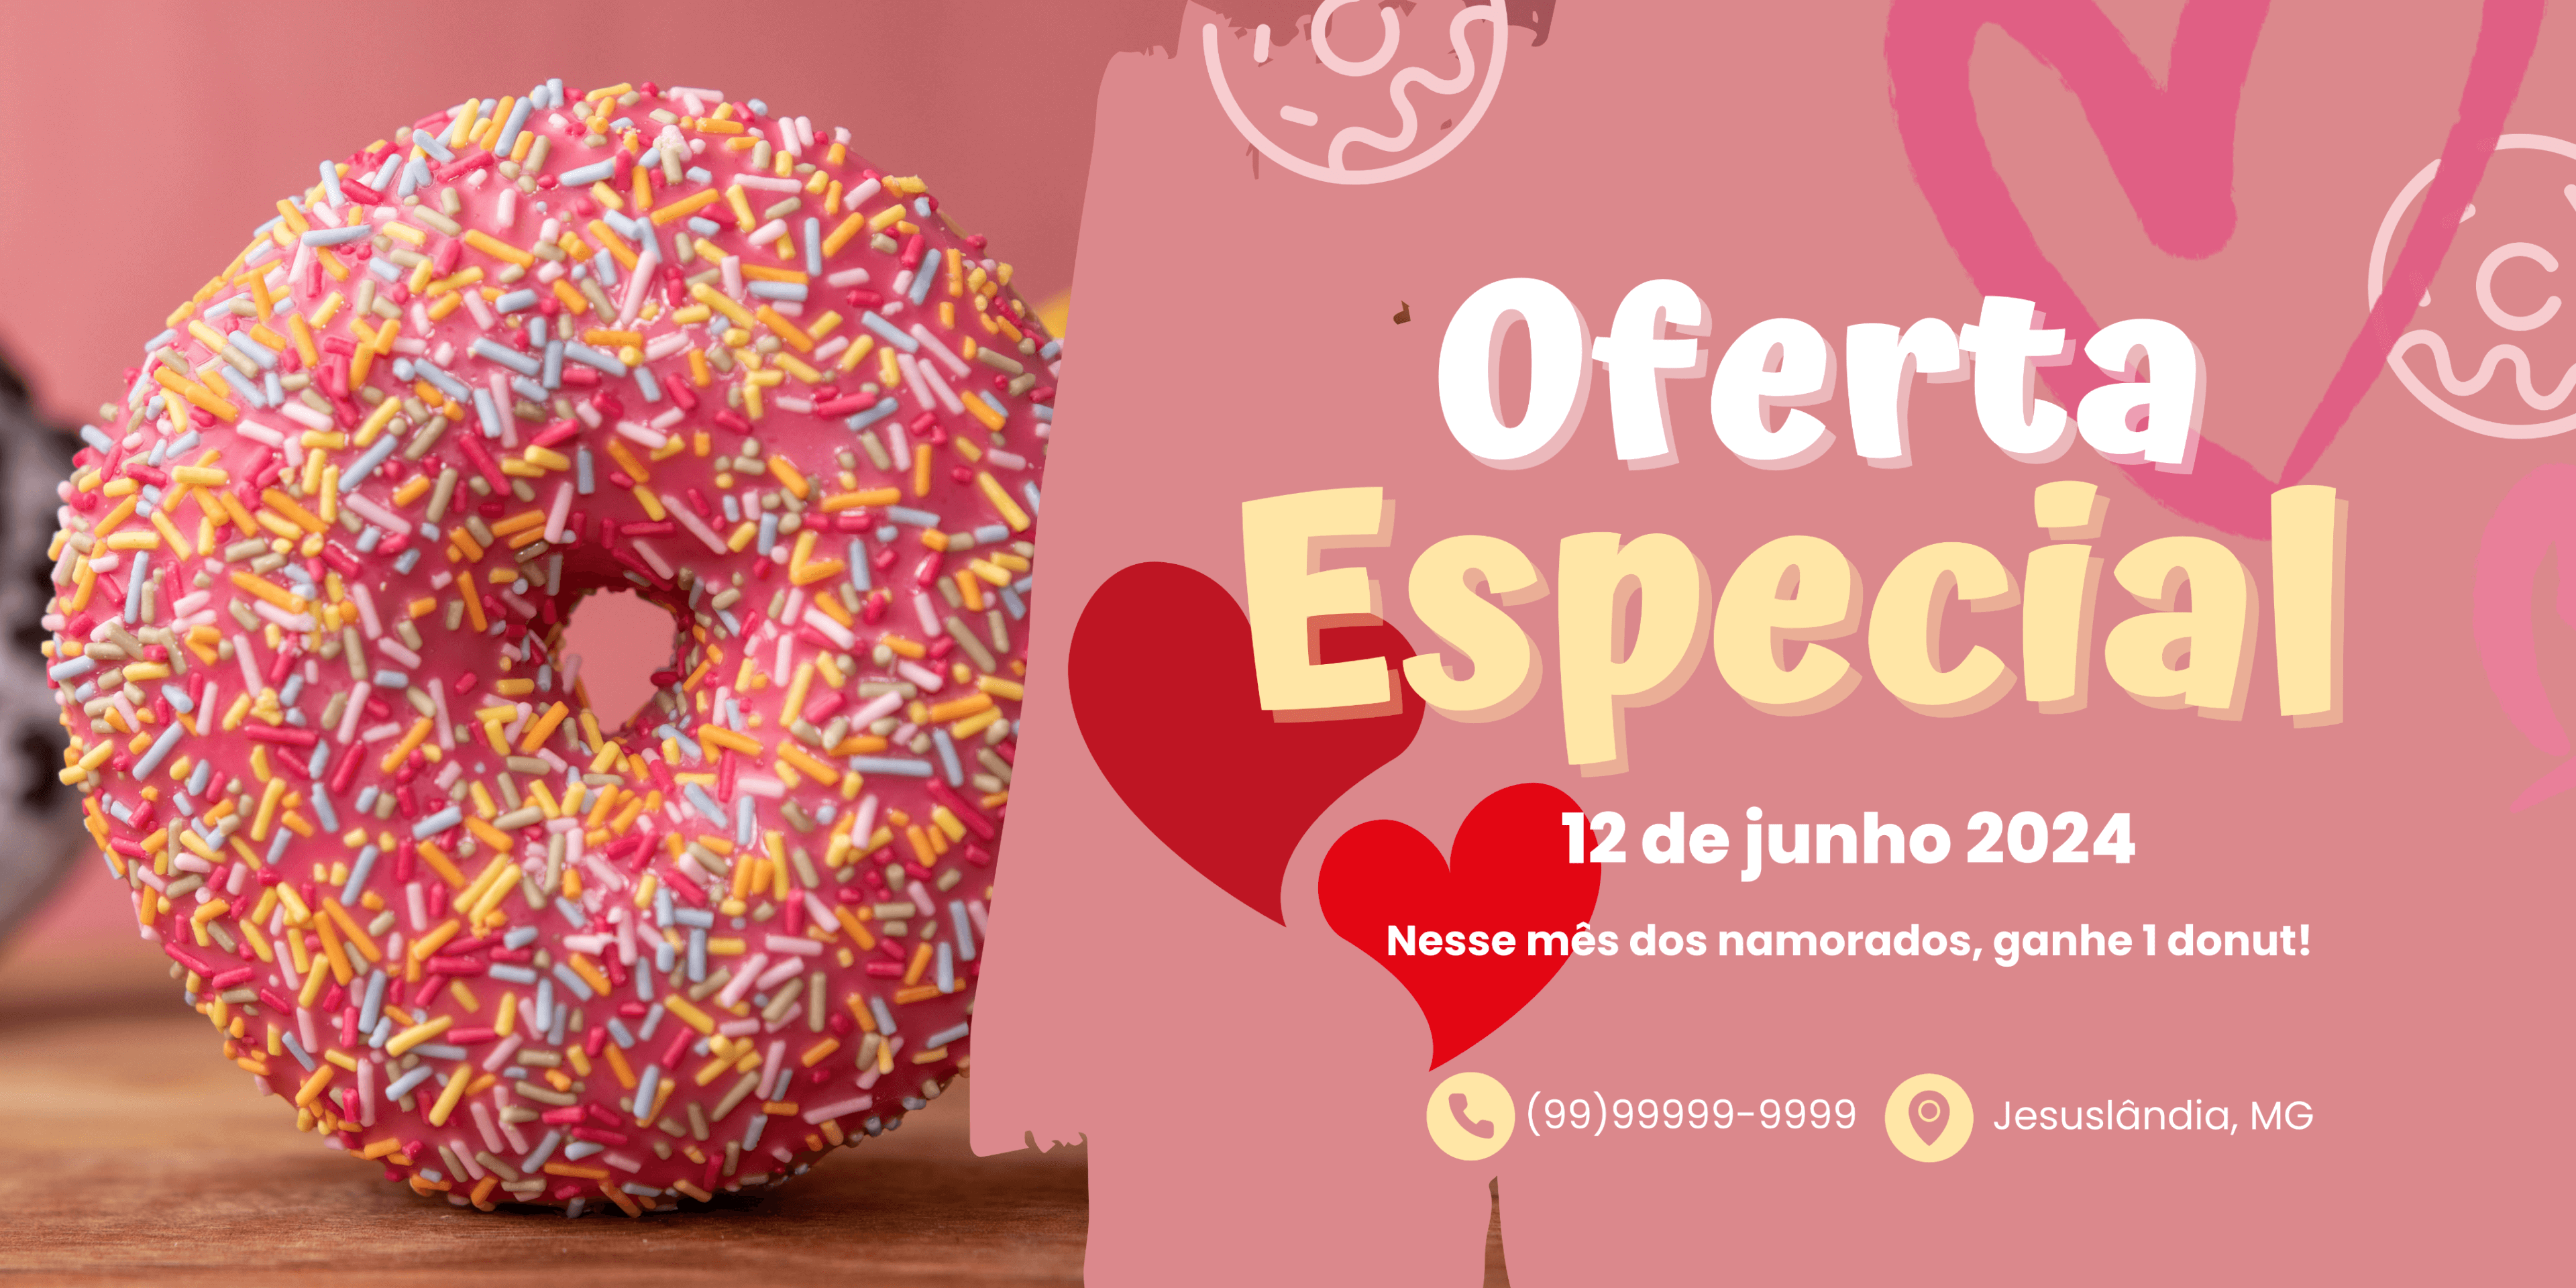 Oferta
Especial
12 de junho 2024
Nesse mês dos namorados, ganhe 1 donut!
(99)99999-9999 Jesuslândia, MG